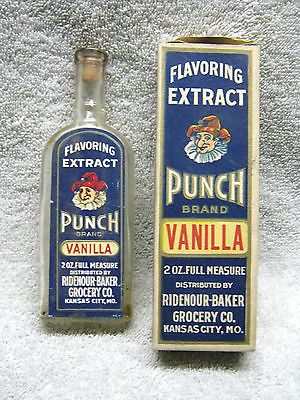 FLAVORING
EXTRACT
PUNCH
BRAND
VANILLA
2 OZ. FULL MEASURE
DISTRIBUTED BY
RIDENOUR-BAKER
GROCERY CO.
KANSAS CITY, MO.
FLAVORING
EXTRACT
PUNCH
BRAND
VANILLA
2 OZ. FULL MEASURE
DISTRIBUTED BY
RIDENOUR-BAKER
GROCERY CO.
KANSAS CITY, MO.